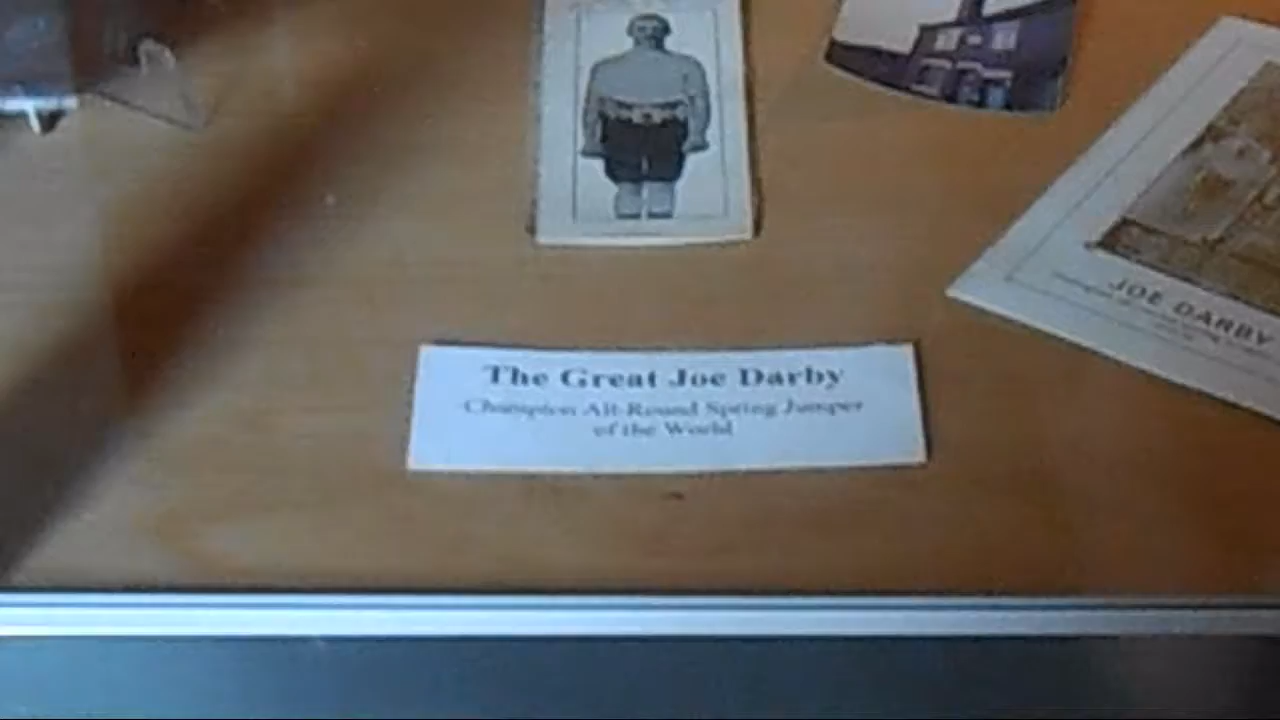 The Great Joe Darby
Champion All-Round Spring Jumper
of the World
JOE DARBY